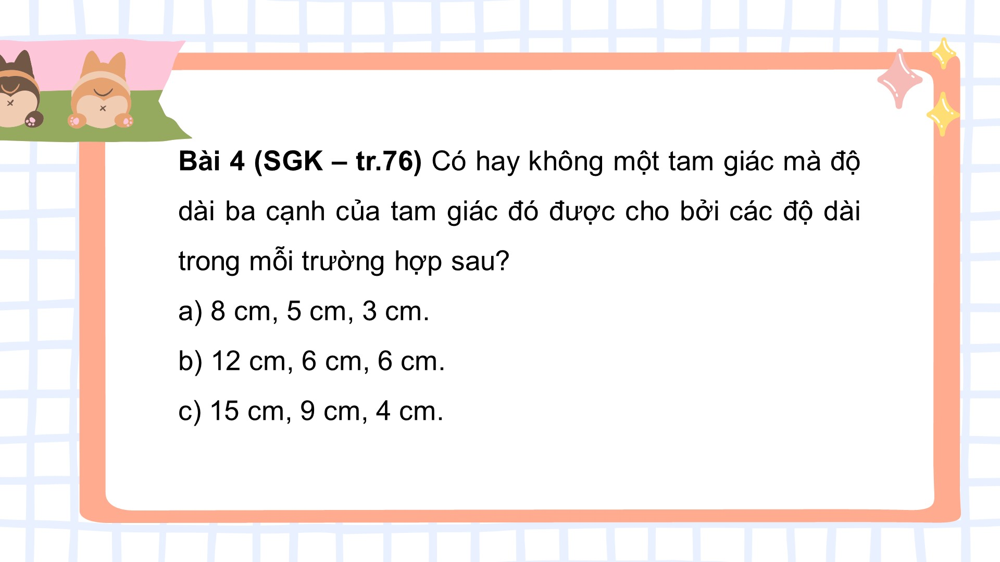 Bài 4 (SGK – tr.76) Có hay không một tam giác mà độ
dài ba cạnh của tam giác đó được cho bởi các độ dài
trong mỗi trường hợp sau?
a) 8 cm, 5 cm, 3 cm.
b) 12 cm, 6 cm, 6 cm.
c) 15 cm, 9 cm, 4 cm.